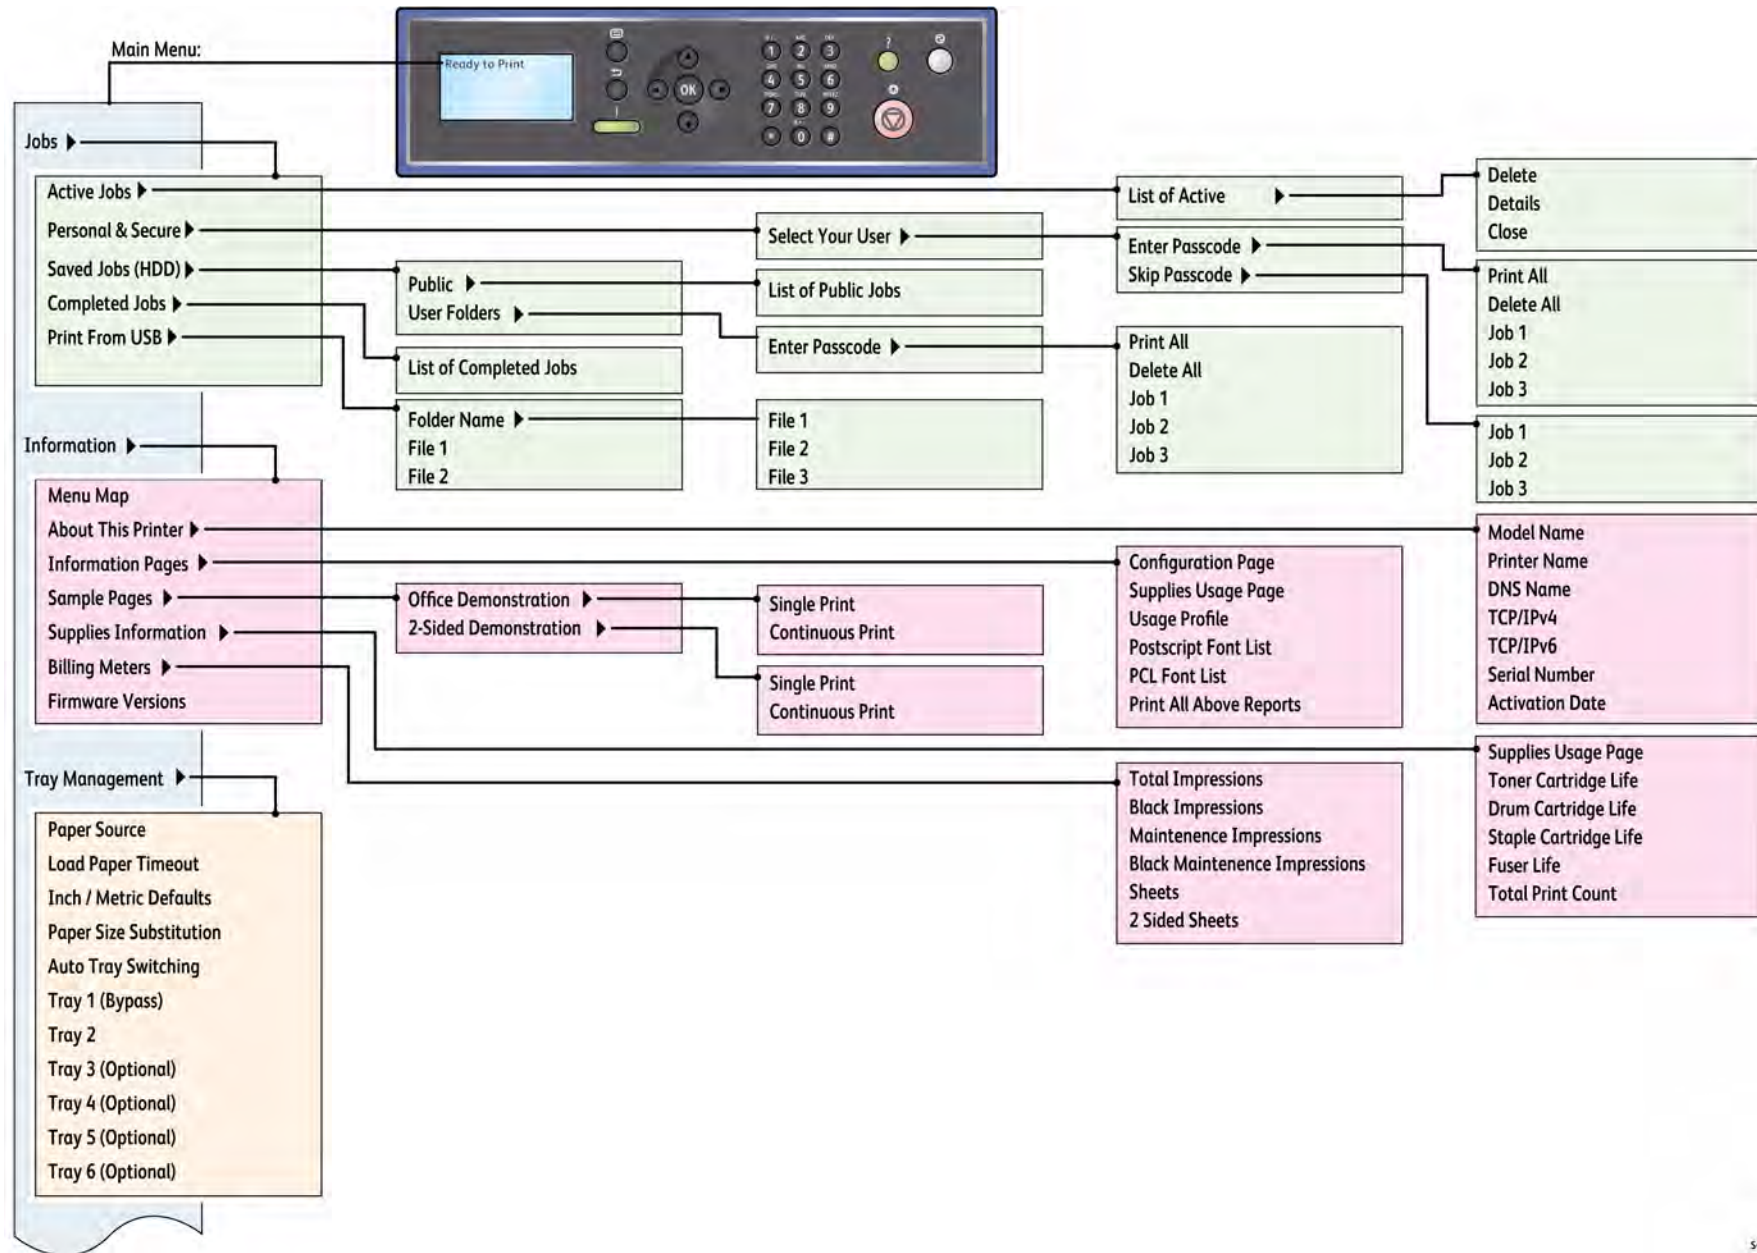 Main Menu:
Ready to Print
?
1 2 3
4 5 6
OK
7 8 9
* 0 #
Jobs
Active Jobs
Personal & Secure
Saved Jobs (HDD)
Completed Jobs
Print From USB
List of Active
Delete
Details
Close
Select Your User
Enter Passcode
Skip Passcode
Print All
Delete All
Job 1
Job 2
Job 3
Job 1
Job 2
Job 3
Public
User Folders
List of Public Jobs
Enter Passcode
Print All
Delete All
Job 1
Job 2
Job 3
List of Completed Jobs
Folder Name
File 1
File 2
File 1
File 2
File 3
Information
Menu Map
About This Printer
Information Pages
Sample Pages
Supplies Information
Billing Meters
Firmware Versions
Model Name
Printer Name
DNS Name
TCP/IPv4
TCP/IPv6
Serial Number
Activation Date
Configuration Page
Supplies Usage Page
Usage Profile
Postscript Font List
PCL Font List
Print All Above Reports
Office Demonstration
2-Sided Demonstration
Single Print
Continuous Print
Single Print
Continuous Print
Supplies Usage Page
Toner Cartridge Life
Drum Cartridge Life
Staple Cartridge Life
Fuser Life
Total Print Count
Total Impressions
Black Impressions
Maintenence Impressions
Black Maintenence Impressions
Sheets
2 Sided Sheets
Tray Management
Paper Source
Load Paper Timeout
Inch / Metric Defaults
Paper Size Substitution
Auto Tray Switching
Tray 1 (Bypass)
Tray 2
Tray 3 (Optional)
Tray 4 (Optional)
Tray 5 (Optional)
Tray 6 (Optional)